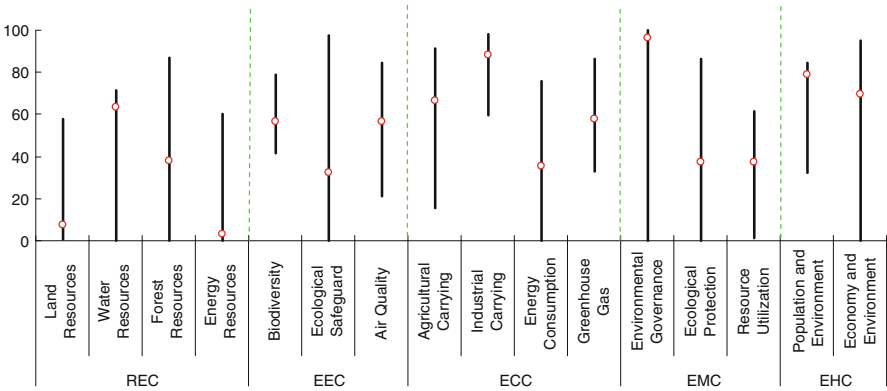 100
80
60
40
20
0
Land
Resources
Water
Resources
Forest
Resources
Energy
Resources
Biodiversity
Ecological
Safeguard
Air Quality
Agricultural
Carrying
Industrial
Carrying
Energy
Consumption
Greenhouse
Gas
Environmental
Governance
Ecological
Protection
Resource
Utilization
Population and
Environment
Economy and
Environment
REC
EEC
ECC
EMC
EHC